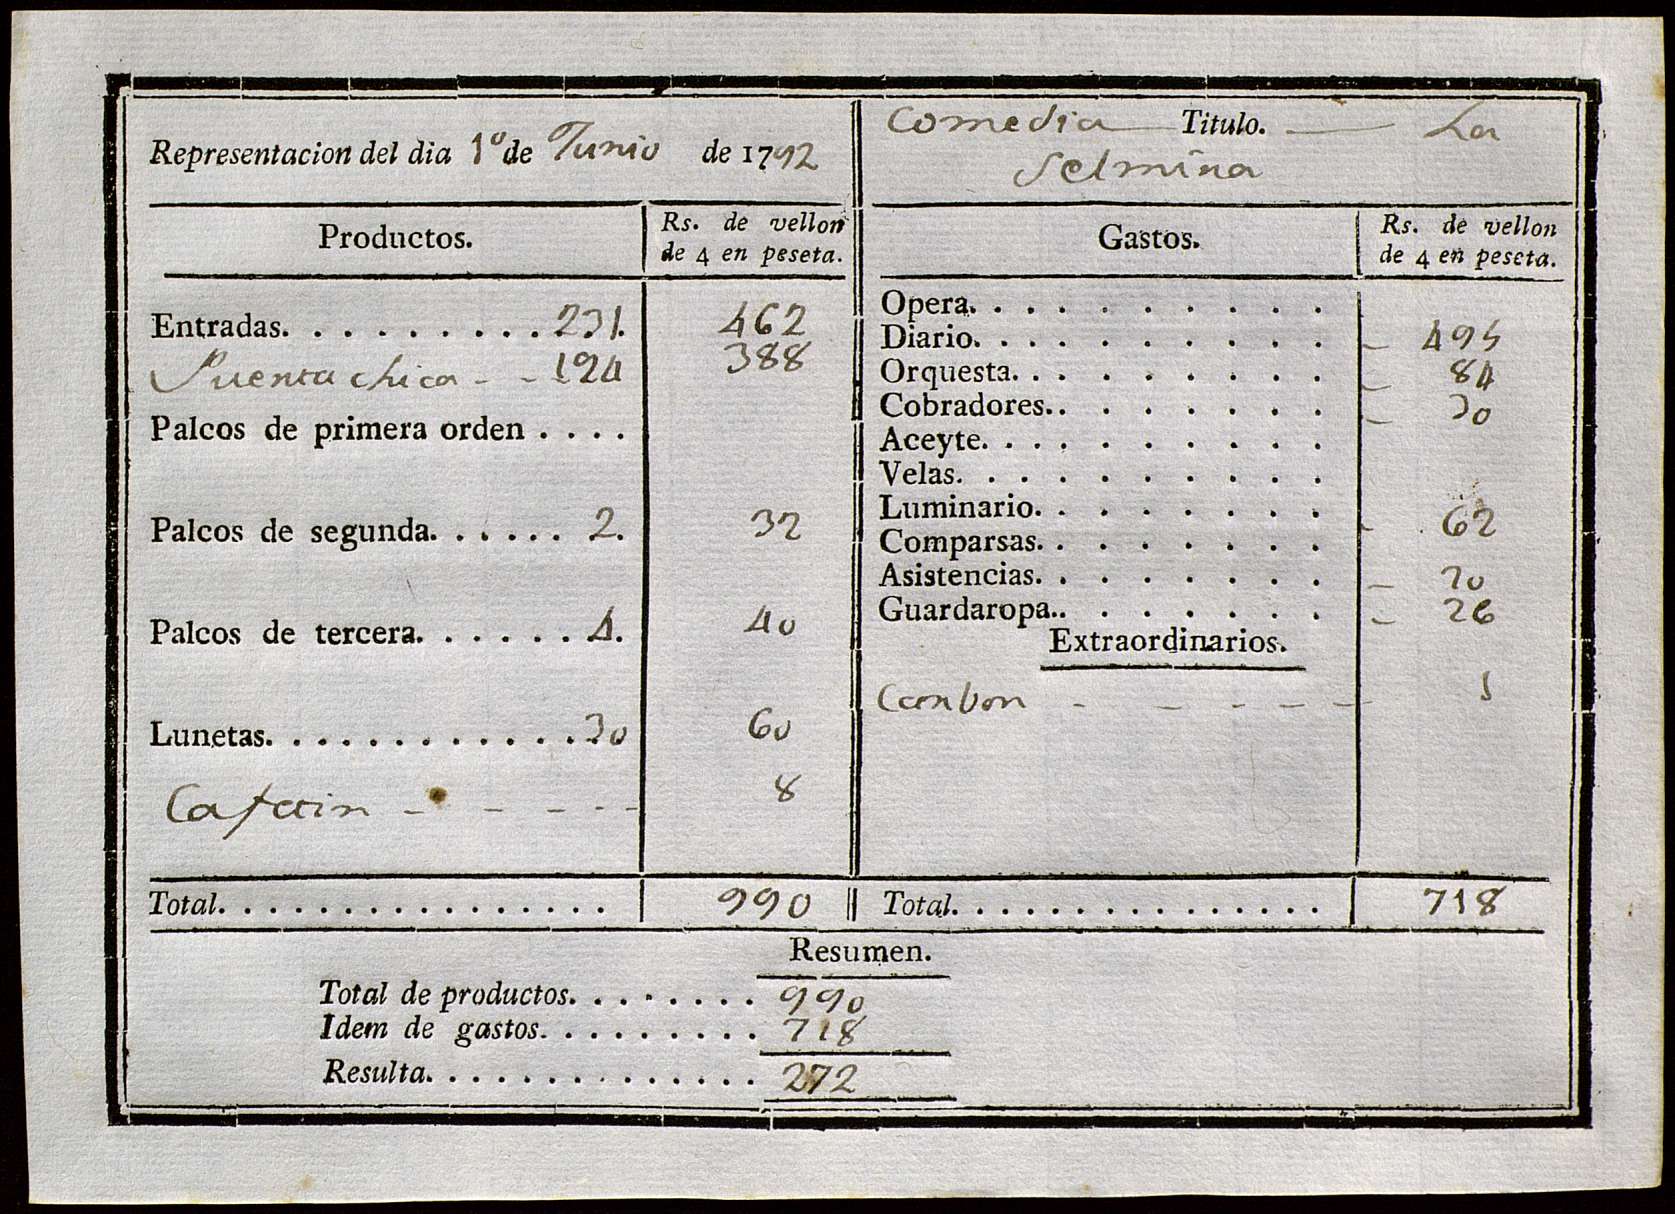 Representacion del dia 1º de Junio de 1792
Comedia Titulo. La
Selmina
Productos.
Rs. de vellon
de 4 en peseta.
Entradas. . . . . . . . . . 231. 462
Puerta chica - - 194 388
Palcos de primera orden . . . .
Palcos de segunda. . . . . . 2. 32
Palcos de tercera. . . . . . 4. 40
Lunetas. . . . . . . . . . . . . 30 60
Cafetin - - - - - - 8
Total. . . . . . . . . . . . . . . . 990
Gastos.
Rs. de vellon
de 4 en peseta.
Opera. . . . . . . . . .
Diario. . . . . . . . . . - 495
Orquesta. . . . . . . . . - 84
Cobradores. . . . . . . . - 30
Aceyte. . . . . . . . . .
Velas. . . . . . . . . .
Luminario. . . . . . . .
Comparsas. . . . . . . . - 62
Asistencias. . . . . . . . - 20
Guardaropa. . . . . . . . - 26
Extraordinarios.
Carbon - - - - - 1
Total. . . . . . . . . . . . . . . 718
Resumen.
Total de productos. . . . . . . . 990
Idem de gastos. . . . . . . . . 718
Resulta. . . . . . . . . . . . . . 272